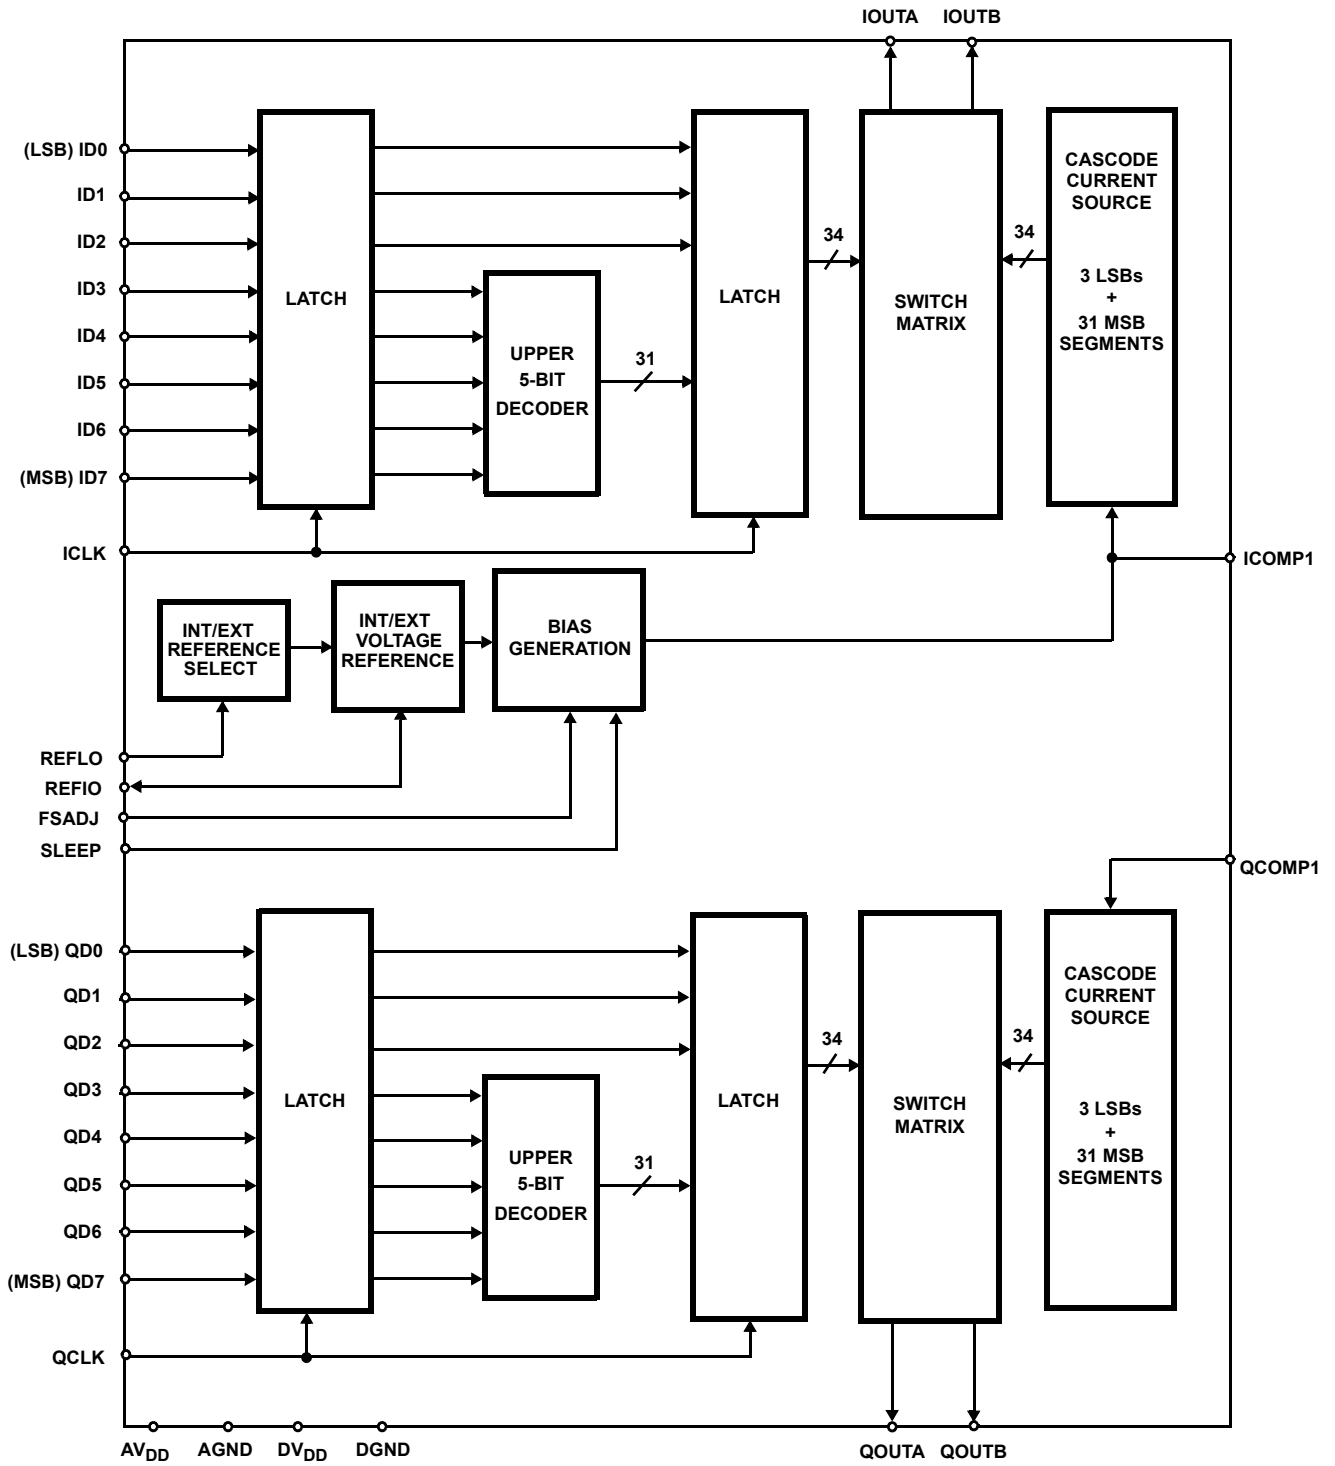 IOUTA IOUTB
(LSB) ID0
ID1
ID2
ID3
ID4
ID5
ID6
(MSB) ID7
ICLK
LATCH
UPPER
5-BIT
DECODER
31
LATCH
34
SWITCH
MATRIX
34
CASCODE
CURRENT
SOURCE
3 LSBs
+
31 MSB
SEGMENTS
ICOMP1
INT/EXT
REFERENCE
SELECT
INT/EXT
VOLTAGE
REFERENCE
BIAS
GENERATION
REFLO
REFIO
FSADJ
SLEEP
QCOMP1
(LSB) QD0
QD1
QD2
QD3
QD4
QD5
QD6
(MSB) QD7
QCLK
LATCH
UPPER
5-BIT
DECODER
31
LATCH
34
SWITCH
MATRIX
34
CASCODE
CURRENT
SOURCE
3 LSBs
+
31 MSB
SEGMENTS
AVDD AGND DVDD DGND QOUTA QOUTB